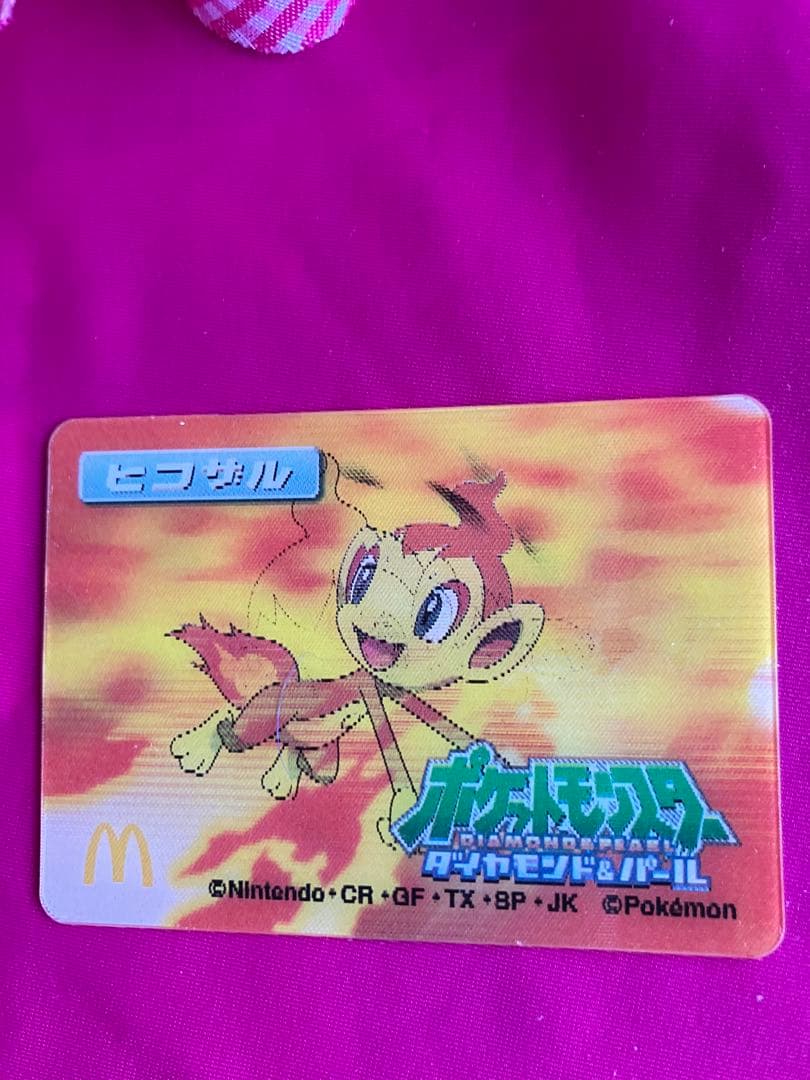 ヒコザル
ポケットモンスター
DIAMOND & PEARL
ダイヤモンド&パール
©Nintendo・CR・GF・TX・SP・JK ©Pokémon